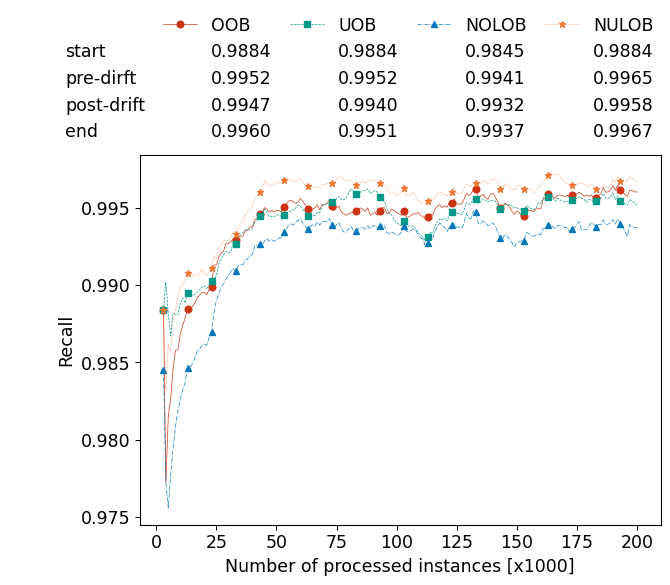 OOB UOB NOLOB NULOB
start 0.9884 0.9884 0.9845 0.9884
pre-dirft 0.9952 0.9952 0.9941 0.9965
post-drift 0.9947 0.9940 0.9932 0.9958
end 0.9960 0.9951 0.9937 0.9967
0.995
0.990
0.985
0.980
0.975
Recall
0 25 50 75 100 125 150 175 200
Number of processed instances [x1000]